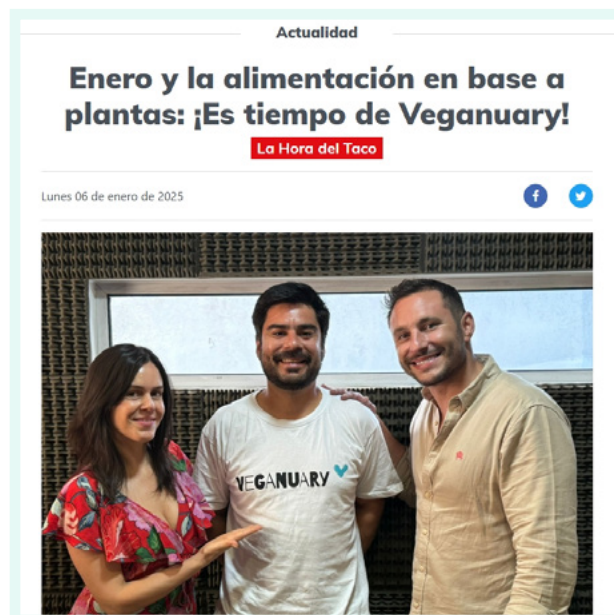 Actualidad
Enero y la alimentación en base a
plantas: ¡Es tiempo de Veganuary!
La Hora del Taco
Lunes 06 de enero de 2025
VEGANUARY